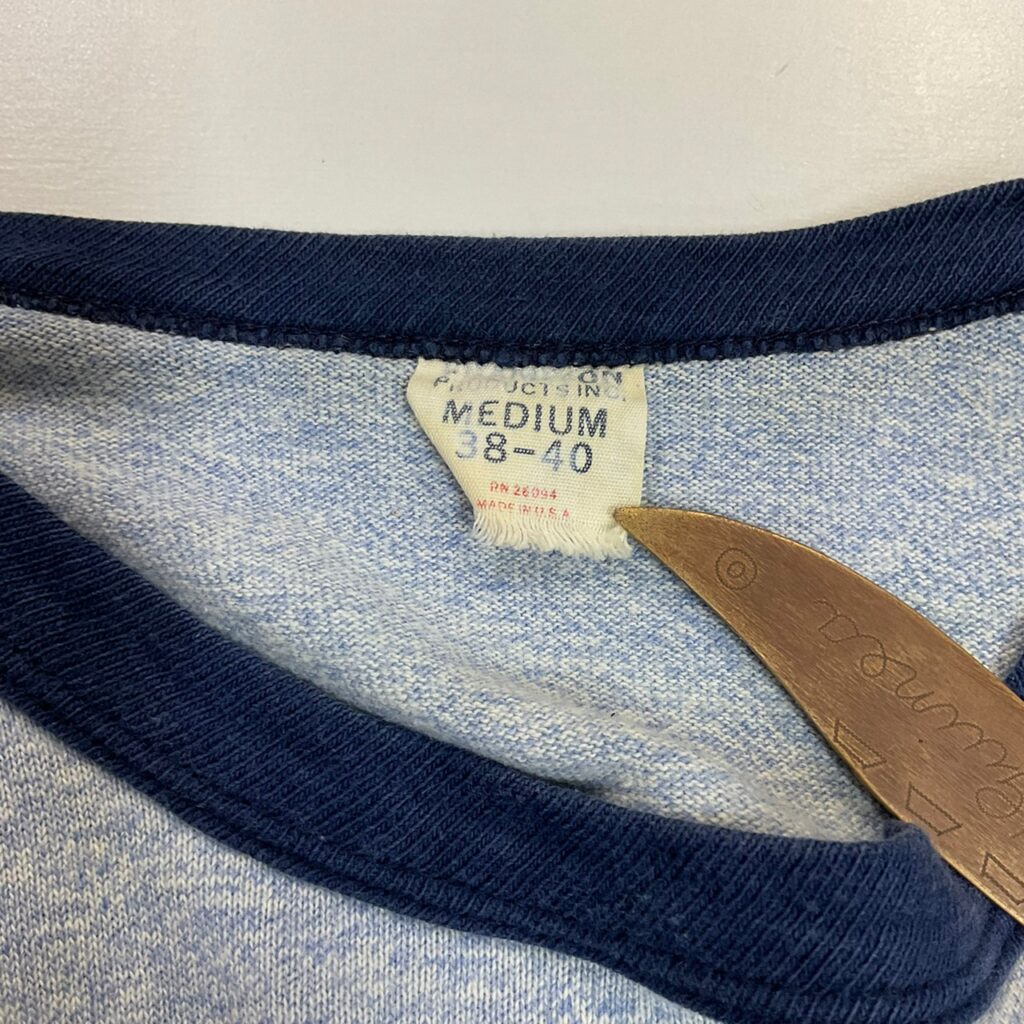 PRODUCTS INC.
MEDIUM
38-40
RN 26094
MADE IN U.S.A